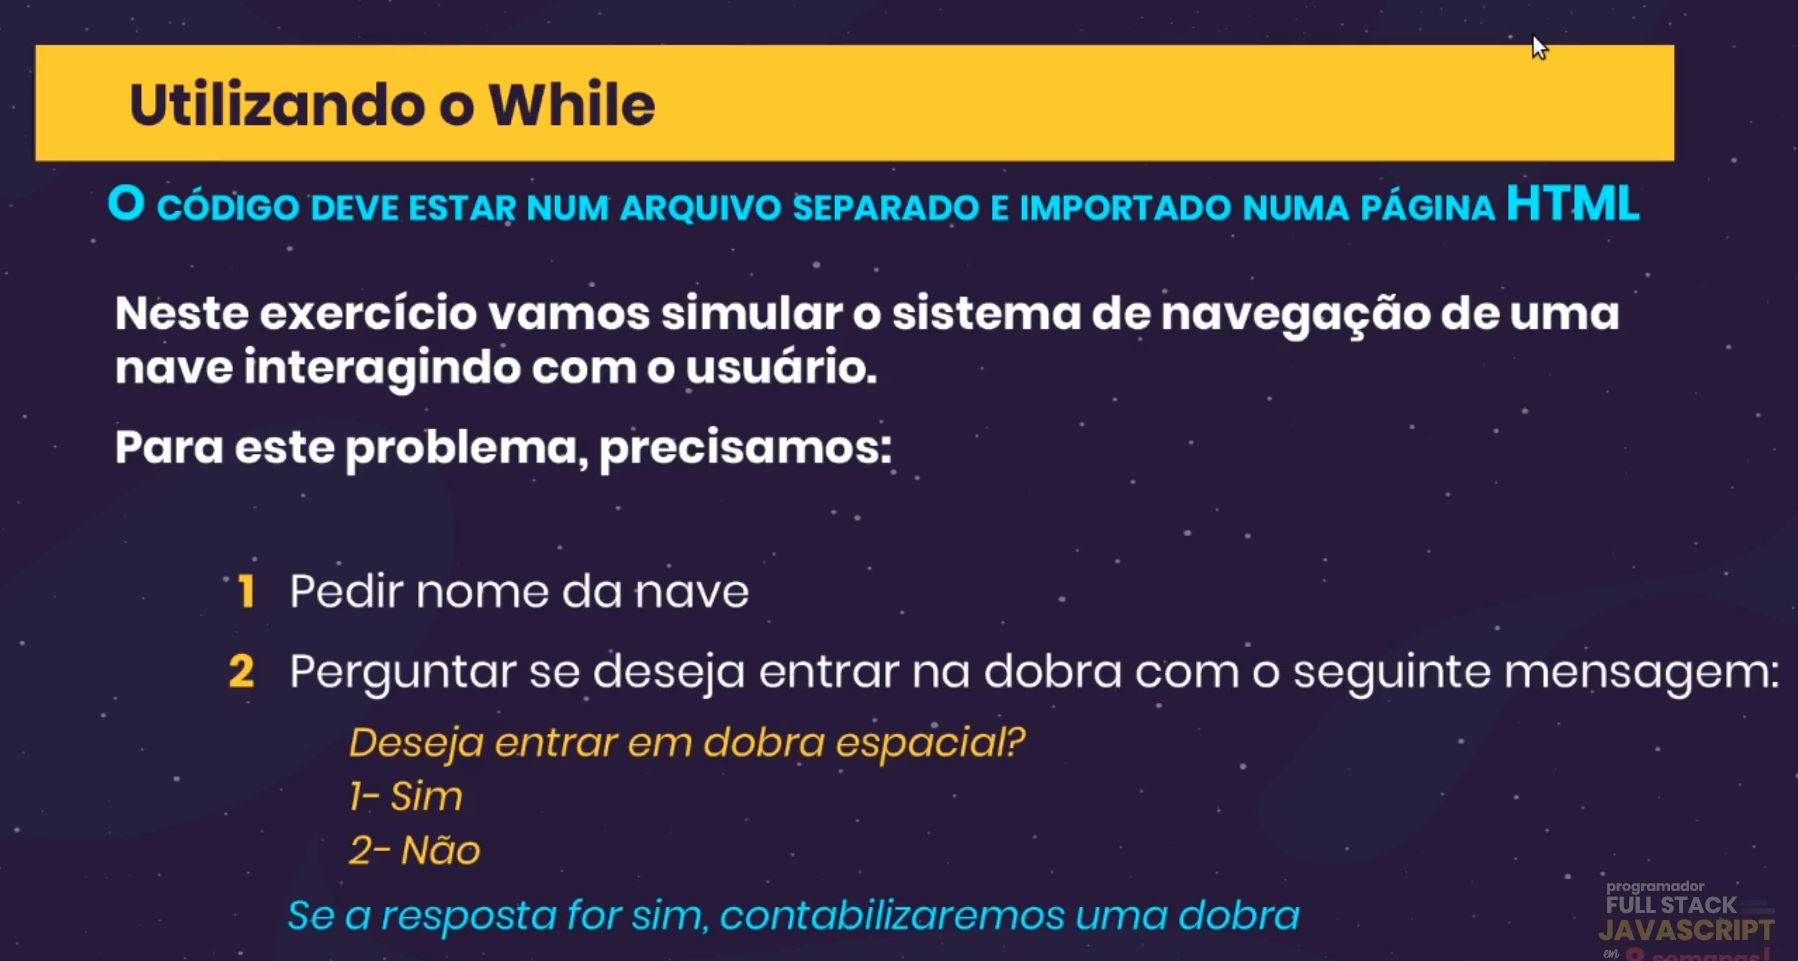 Utilizando o While
O CÓDIGO DEVE ESTAR NUM ARQUIVO SEPARADO E IMPORTADO NUMA PÁGINA HTML
Neste exercício vamos simular o sistema de navegação de uma
nave interagindo com o usuário.
Para este problema, precisamos:
1 Pedir nome da nave
2 Perguntar se deseja entrar na dobra com o seguinte mensagem:
Deseja entrar em dobra espacial?
1- Sim
2- Não
Se a resposta for sim, contabilizaremos uma dobra
programador
FULL STACK
JAVASCRIPT
em 8 semanas!